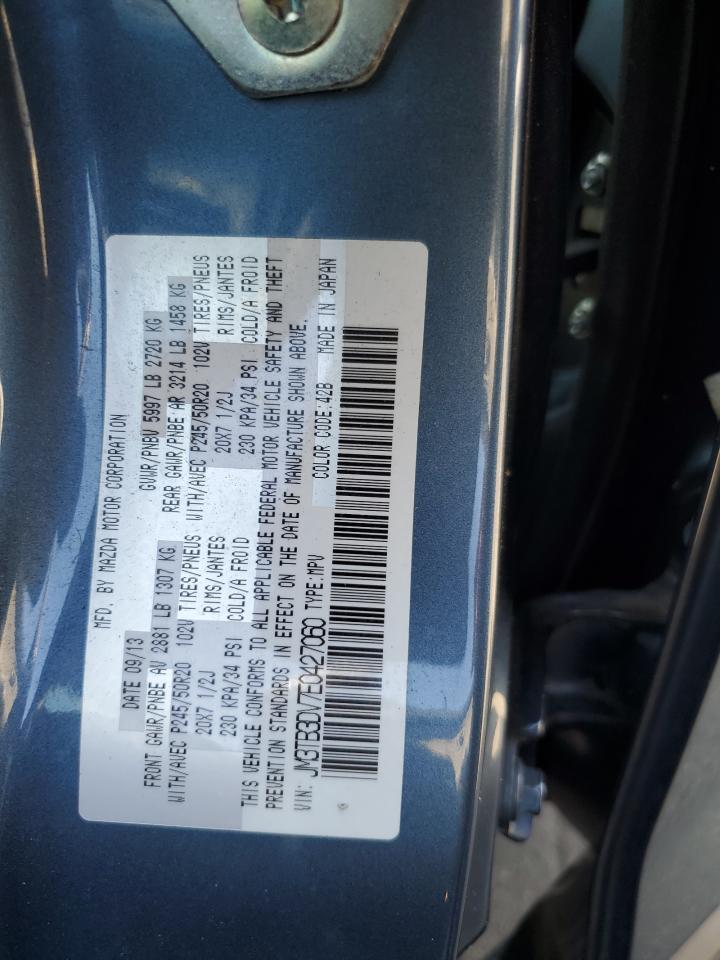 MFD. BY MAZDA MOTOR CORPORATION
DATE 09/13 GVWR/PNBV 5997 LB 2720 KG
FRONT GAWR/PNBE AV 2881 LB 1307 KG REAR GAWR/PNBE AR 3214 LB 1458 KG
WITH/AVEC P245/50R20 102V TIRES/PNEUS WITH/AVEC P245/50R20 102V TIRES/PNEUS
20X7 1/2J RIMS/JANTES 20X7 1/2J RIMS/JANTES
230 KPA/34 PSI COLD/A FROID 230 KPA/34 PSI COLD/A FROID
THIS VEHICLE CONFORMS TO ALL APPLICABLE FEDERAL MOTOR VEHICLE SAFETY AND THEFT
PREVENTION STANDARDS IN EFFECT ON THE DATE OF MANUFACTURE SHOWN ABOVE.
VIN: JM3TB3DV7E0427060 TYPE:MPV COLOR CODE:42B MADE IN JAPAN